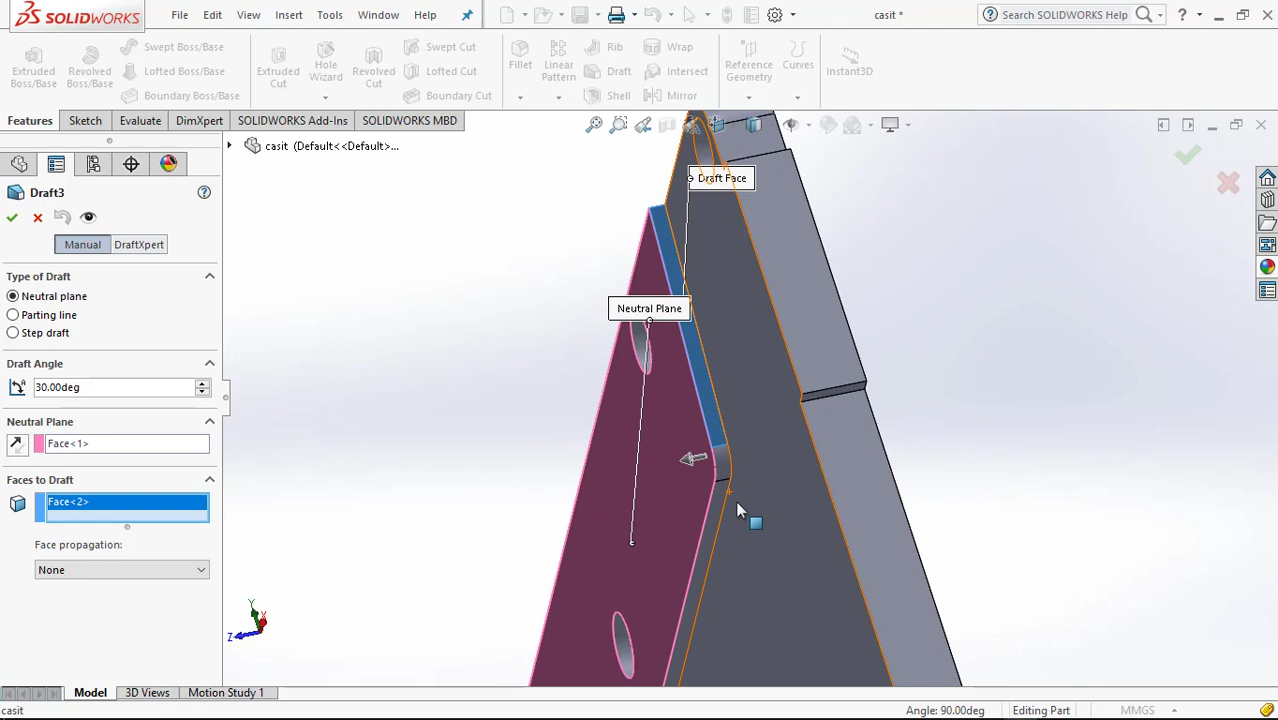 SOLIDWORKS
File Edit View Insert Tools Window Help
casit *
Search SOLIDWORKS Help
?
Extruded Boss/Base
Revolved Boss/Base
Swept Boss/Base
Lofted Boss/Base
Boundary Boss/Base
Extruded Cut
Hole Wizard
Revolved Cut
Swept Cut
Lofted Cut
Boundary Cut
Fillet
Linear Pattern
Rib
Draft
Shell
Wrap
Intersect
Mirror
Reference Geometry
Curves
Instant3D
Features Sketch Evaluate DimXpert SOLIDWORKS Add-Ins SOLIDWORKS MBD
casit (Default<<Default>...
Draft3
?
Manual DraftXpert
Type of Draft
Neutral plane
Parting line
Step draft
Draft Angle
30.00deg
Neutral Plane
Face<1>
Faces to Draft
Face<2>
Face propagation:
None
Draft Face
Neutral Plane
Y
X
Z
Model 3D Views Motion Study 1
casit Angle: 90.00deg Editing Part MMGS